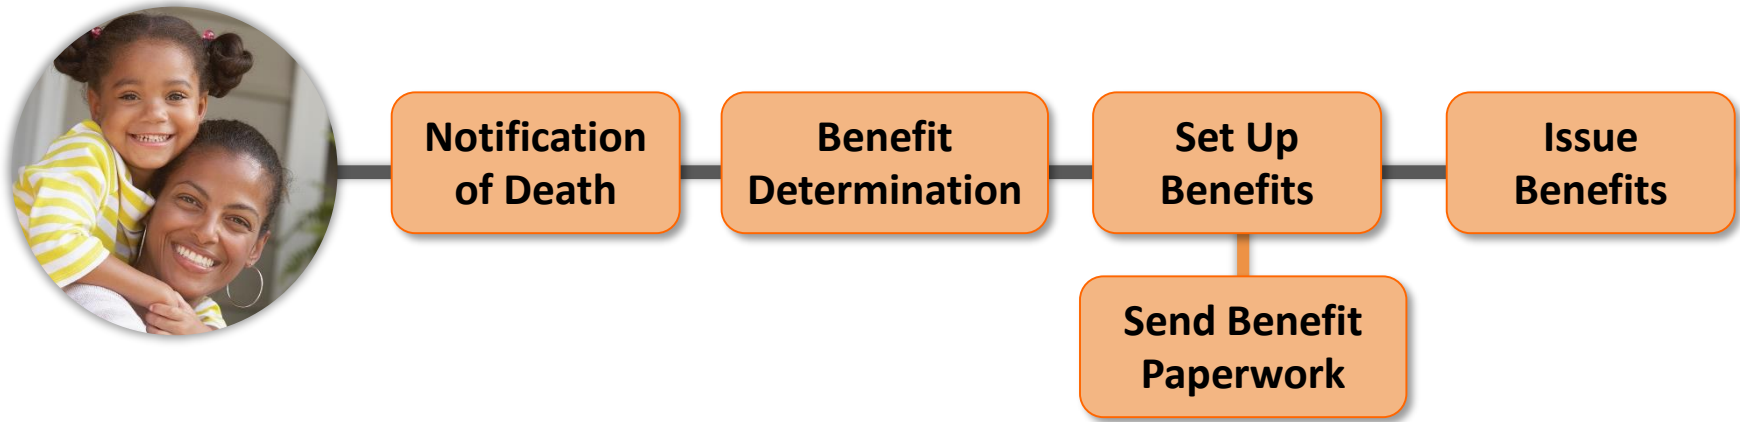 Notification
of Death
Benefit
Determination
Set Up
Benefits
Issue
Benefits
Send Benefit
Paperwork